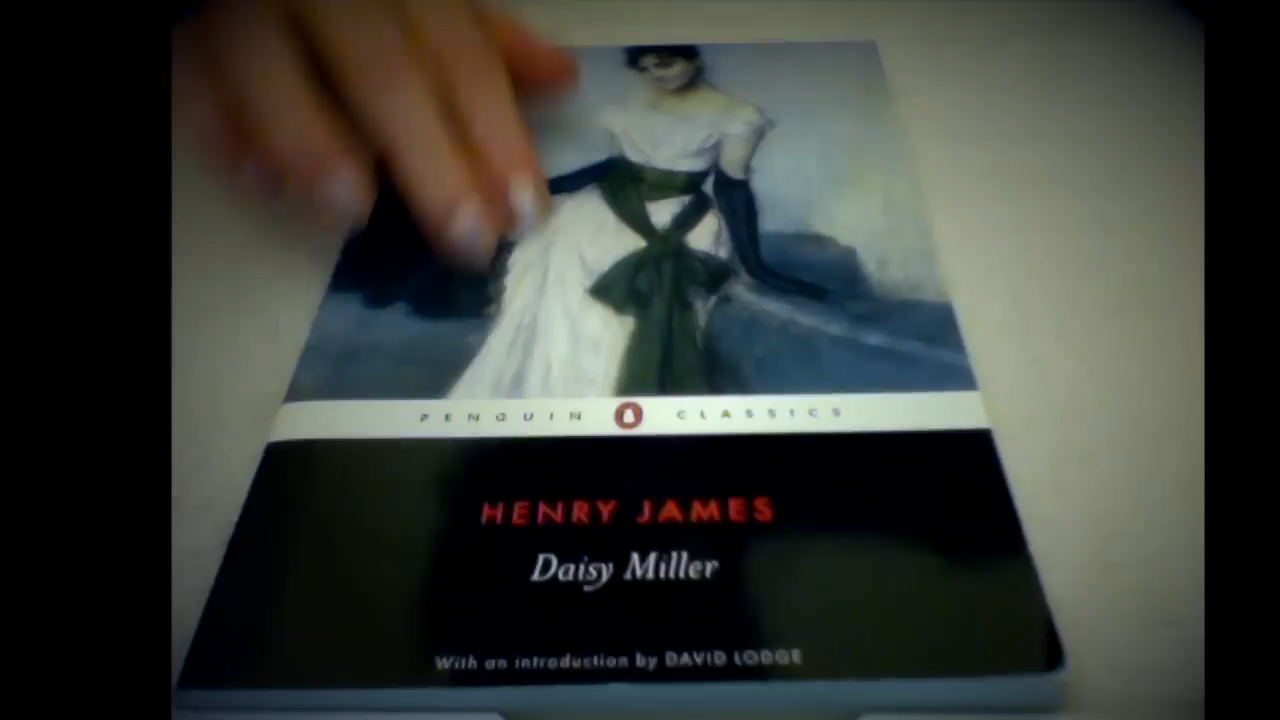 PENGUIN CLASSICS
HENRY JAMES
Daisy Miller
With an introduction by DAVID LODGE